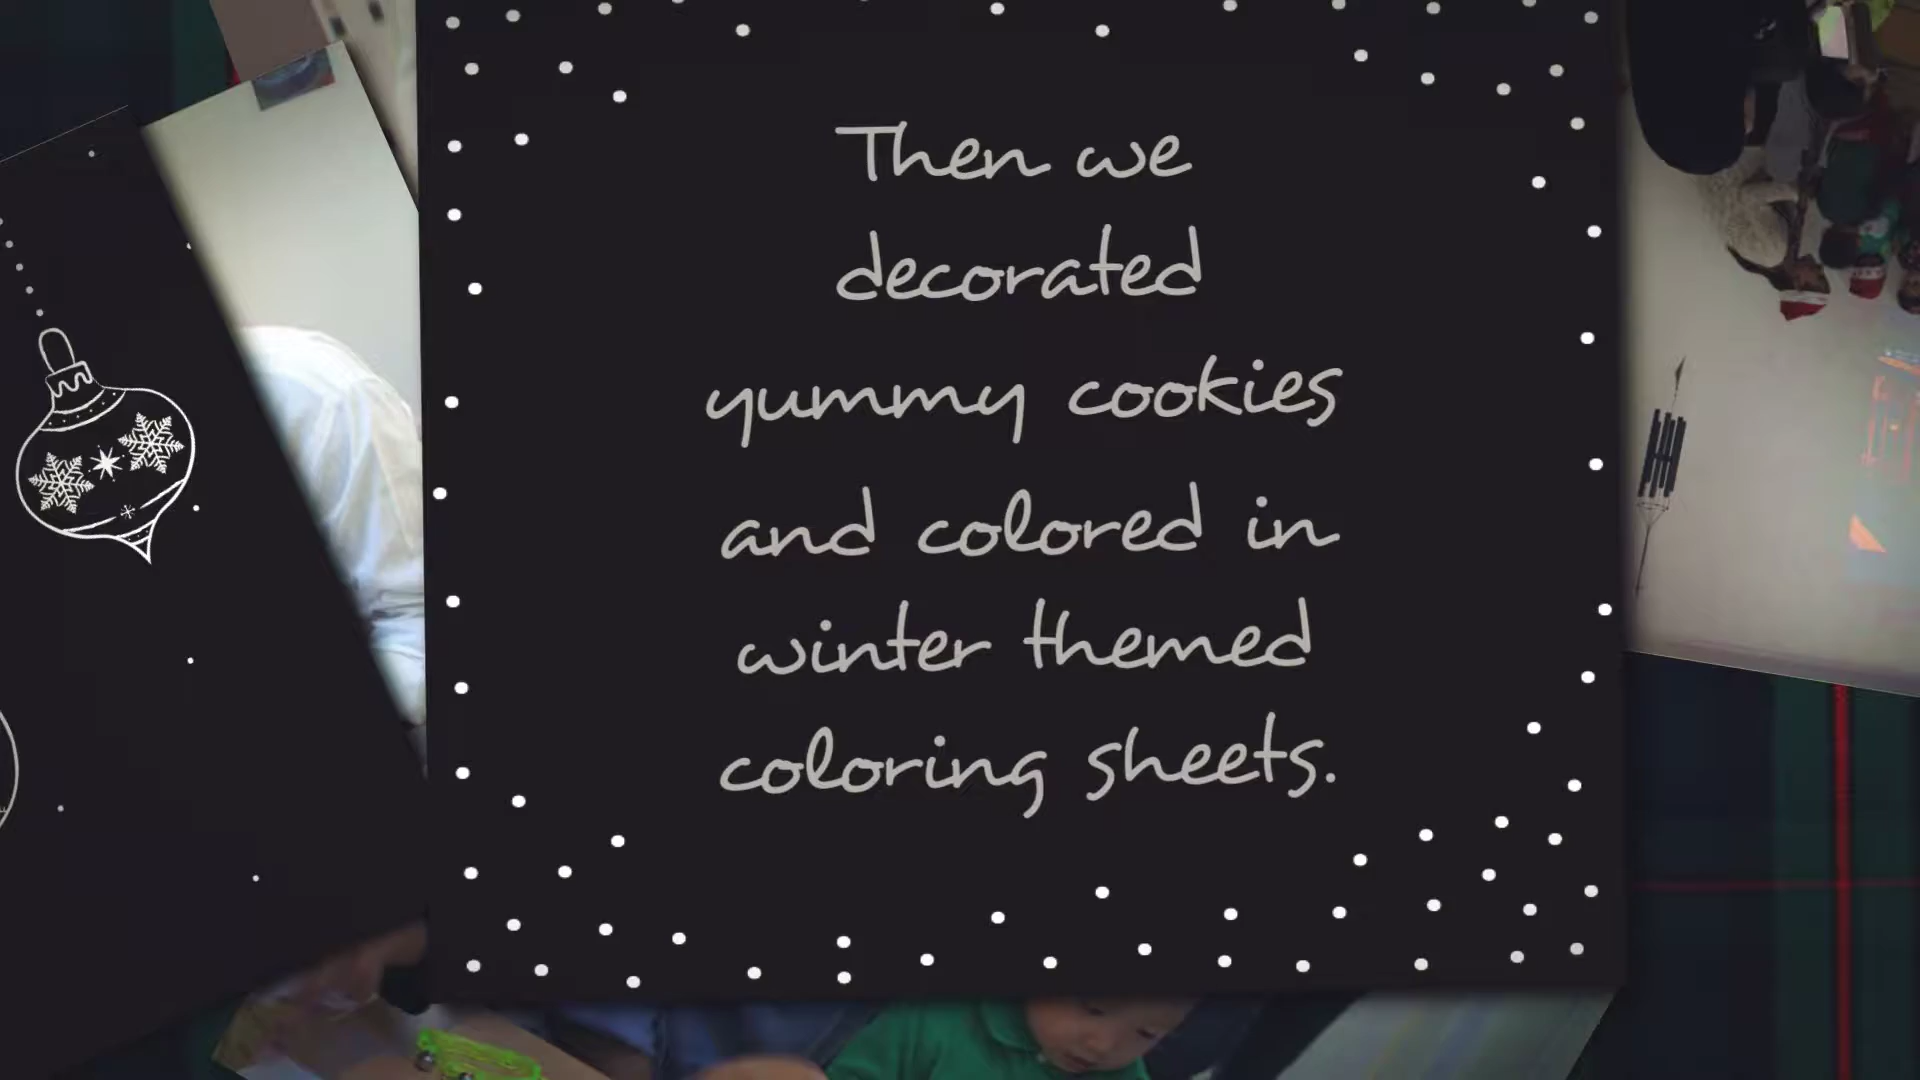 Then we
decorated
yummy cookies
and colored in
winter themed
coloring sheets.